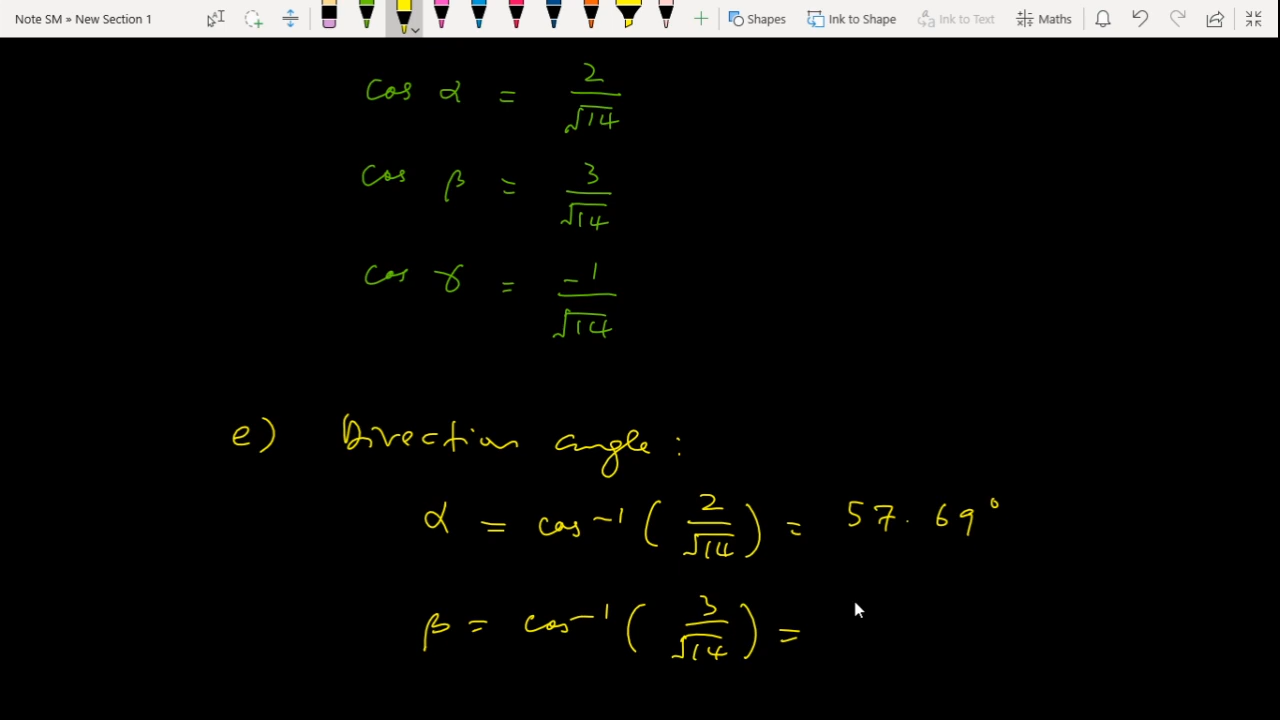 Note SM » New Section 1 Shapes Ink to Shape Ink to Text Maths
cos α = 2/√14
cos β = 3/√14
cos γ = -1/√14
e) Direction angle:
α = cos⁻¹ (2/√14) = 57.69°
β = cos⁻¹ (3/√14) =